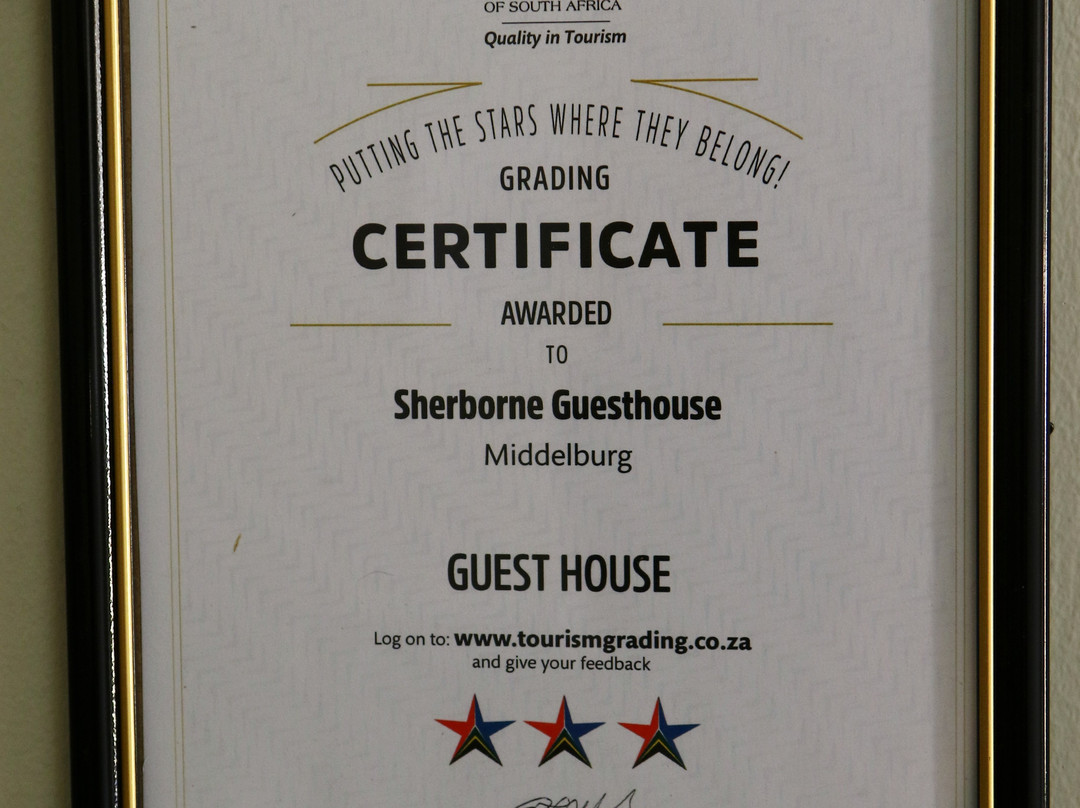 OF SOUTH AFRICA
Quality in Tourism
PUTTING THE STARS WHERE THEY BELONG!
GRADING
CERTIFICATE
AWARDED
TO
Sherborne Guesthouse
Middelburg
GUEST HOUSE
Log on to: www.tourismgrading.co.za
and give your feedback